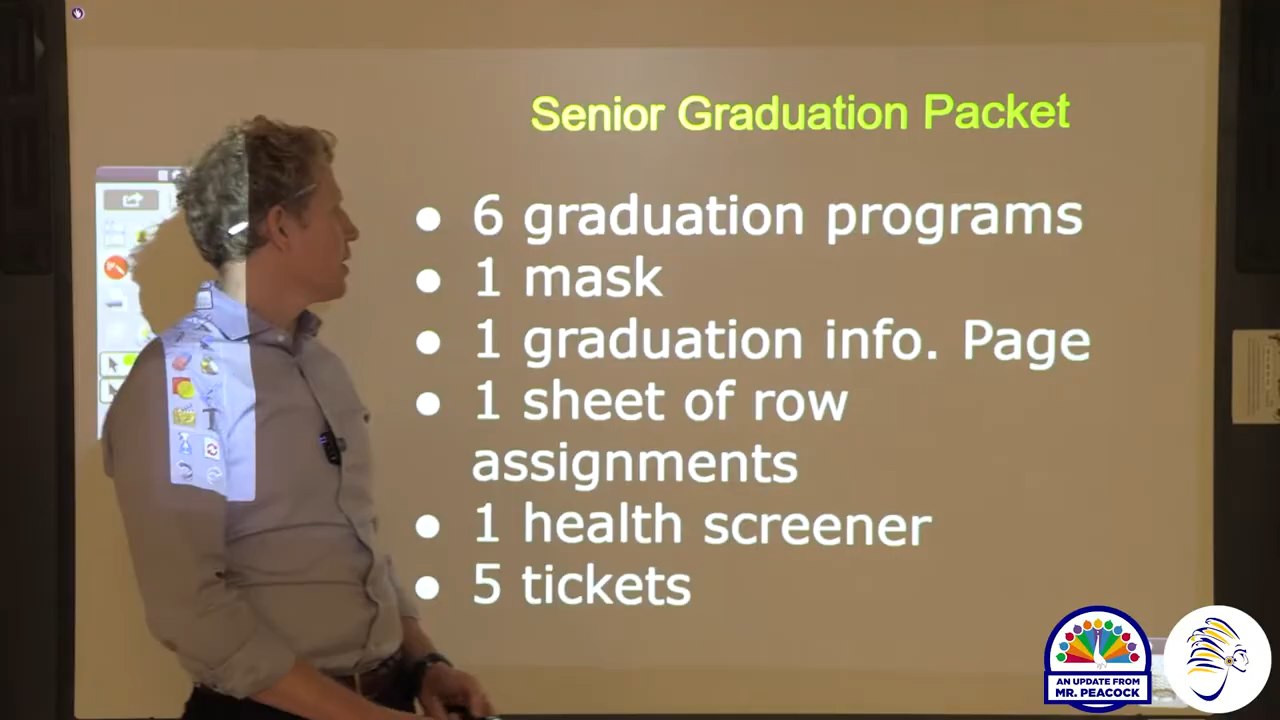 Senior Graduation Packet
● 6 graduation programs
● 1 mask
● 1 graduation info. Page
● 1 sheet of row
assignments
● 1 health screener
● 5 tickets
AN UPDATE FROM
MR. PEACOCK